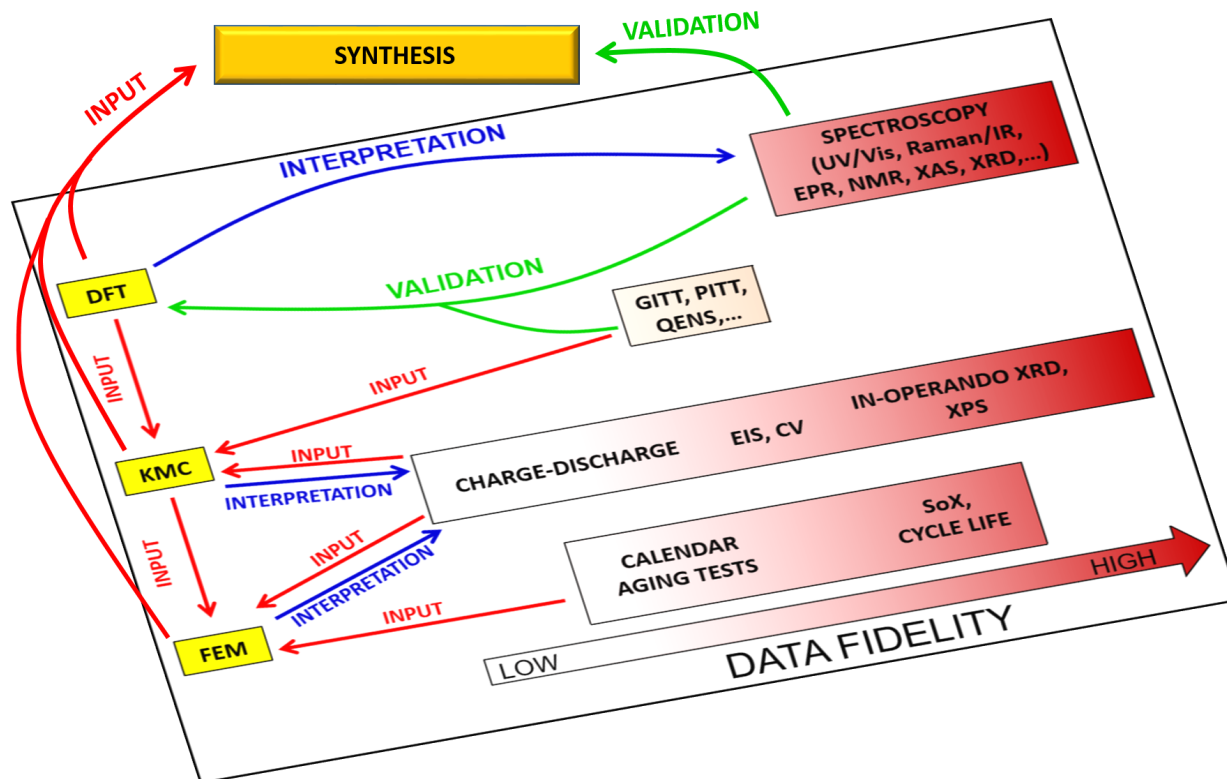 VALIDATION
SYNTHESIS
INPUT
INTERPRETATION
SPECTROSCOPY
(UV/Vis, Raman/IR,
EPR, NMR, XAS, XRD,...)
VALIDATION
DFT
GITT, PITT,
QENS,...
INPUT
INPUT
KMC
INPUT
INTERPRETATION
CHARGE-DISCHARGE
EIS, CV
IN-OPERANDO XRD,
XPS
INPUT
INPUT
INTERPRETATION
CALENDAR
AGING TESTS
SoX,
CYCLE LIFE
INPUT
FEM
LOW
HIGH
DATA FIDELITY